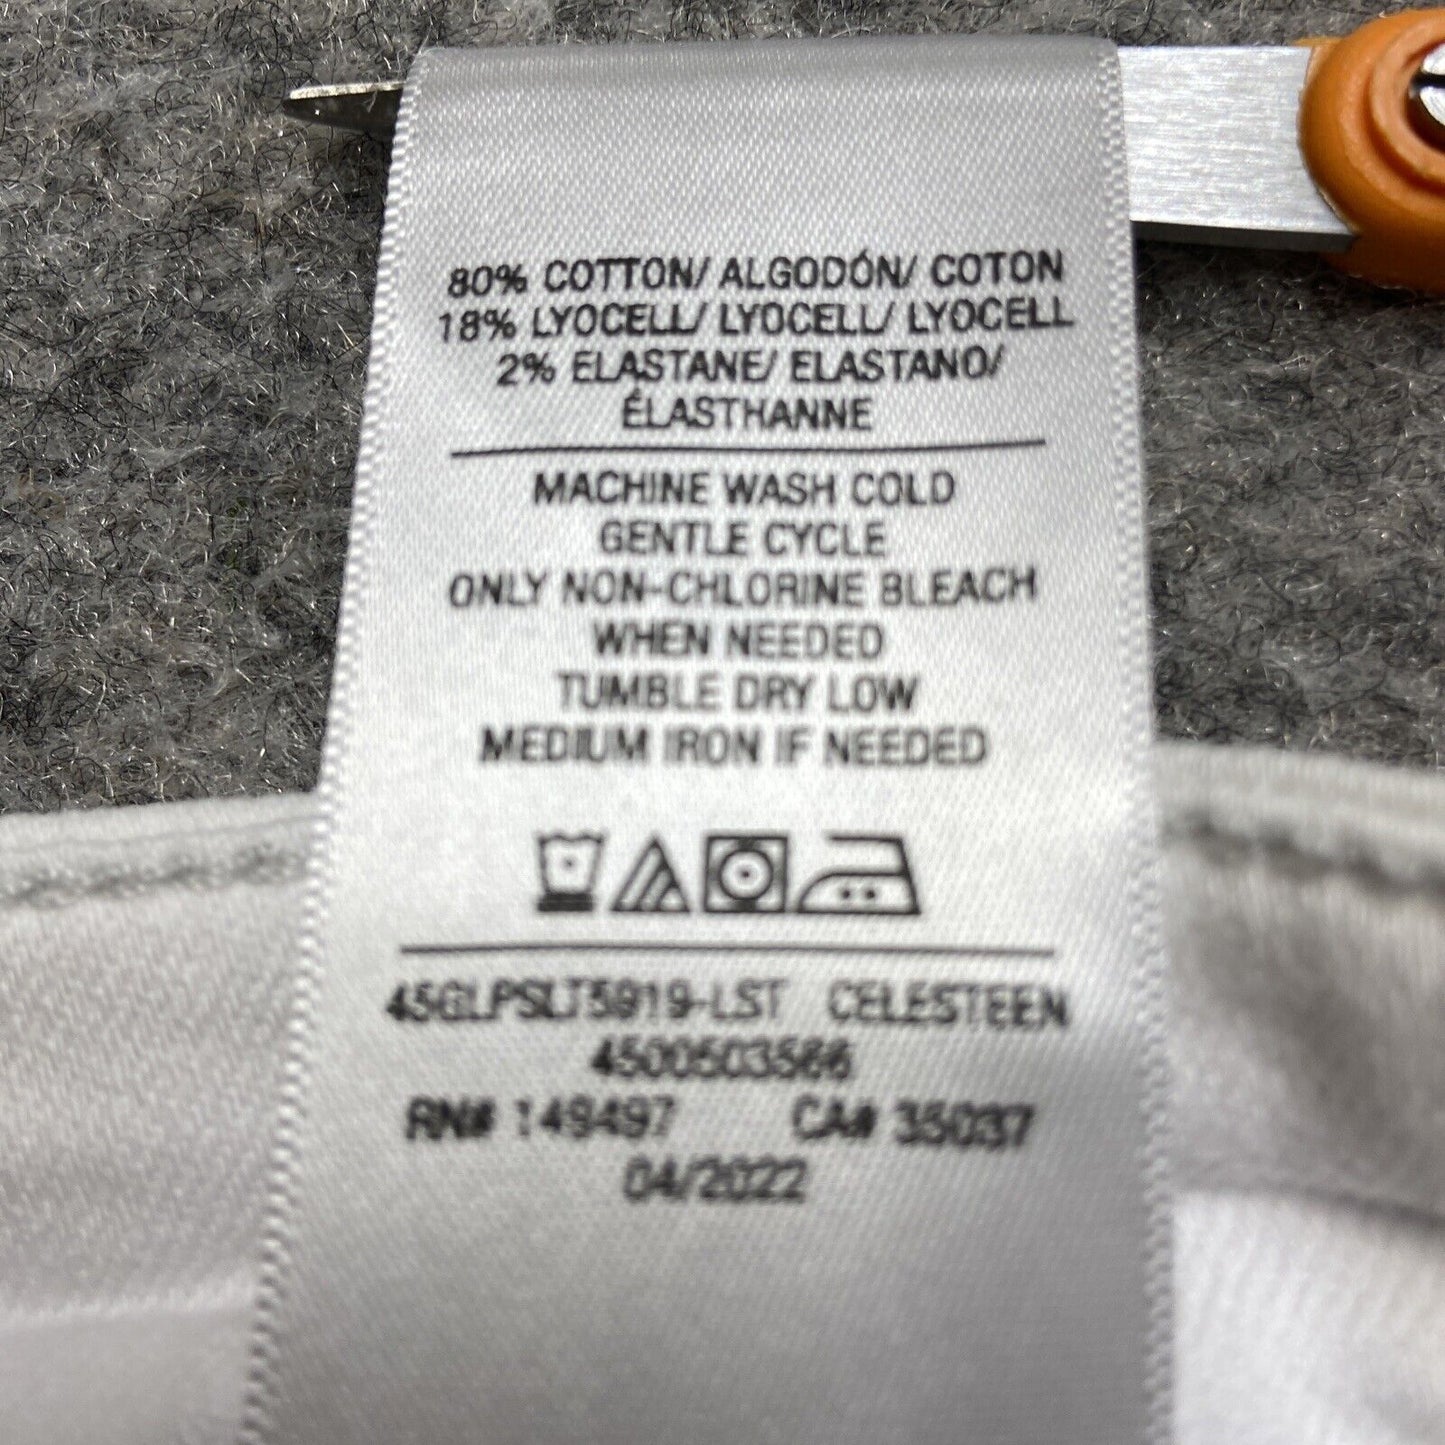 80% COTTON/ ALGODÓN/ COTON
18% LYOCELL/ LYOCELL/ LYOCELL
2% ELASTANE/ ELASTANO/
ÉLASTHANNE
MACHINE WASH COLD
GENTLE CYCLE
ONLY NON-CHLORINE BLEACH
WHEN NEEDED
TUMBLE DRY LOW
MEDIUM IRON IF NEEDED
45GLPSLT5919-LST CELESTEEN
4500503566
RN# 149497 CA# 35037
04/2022